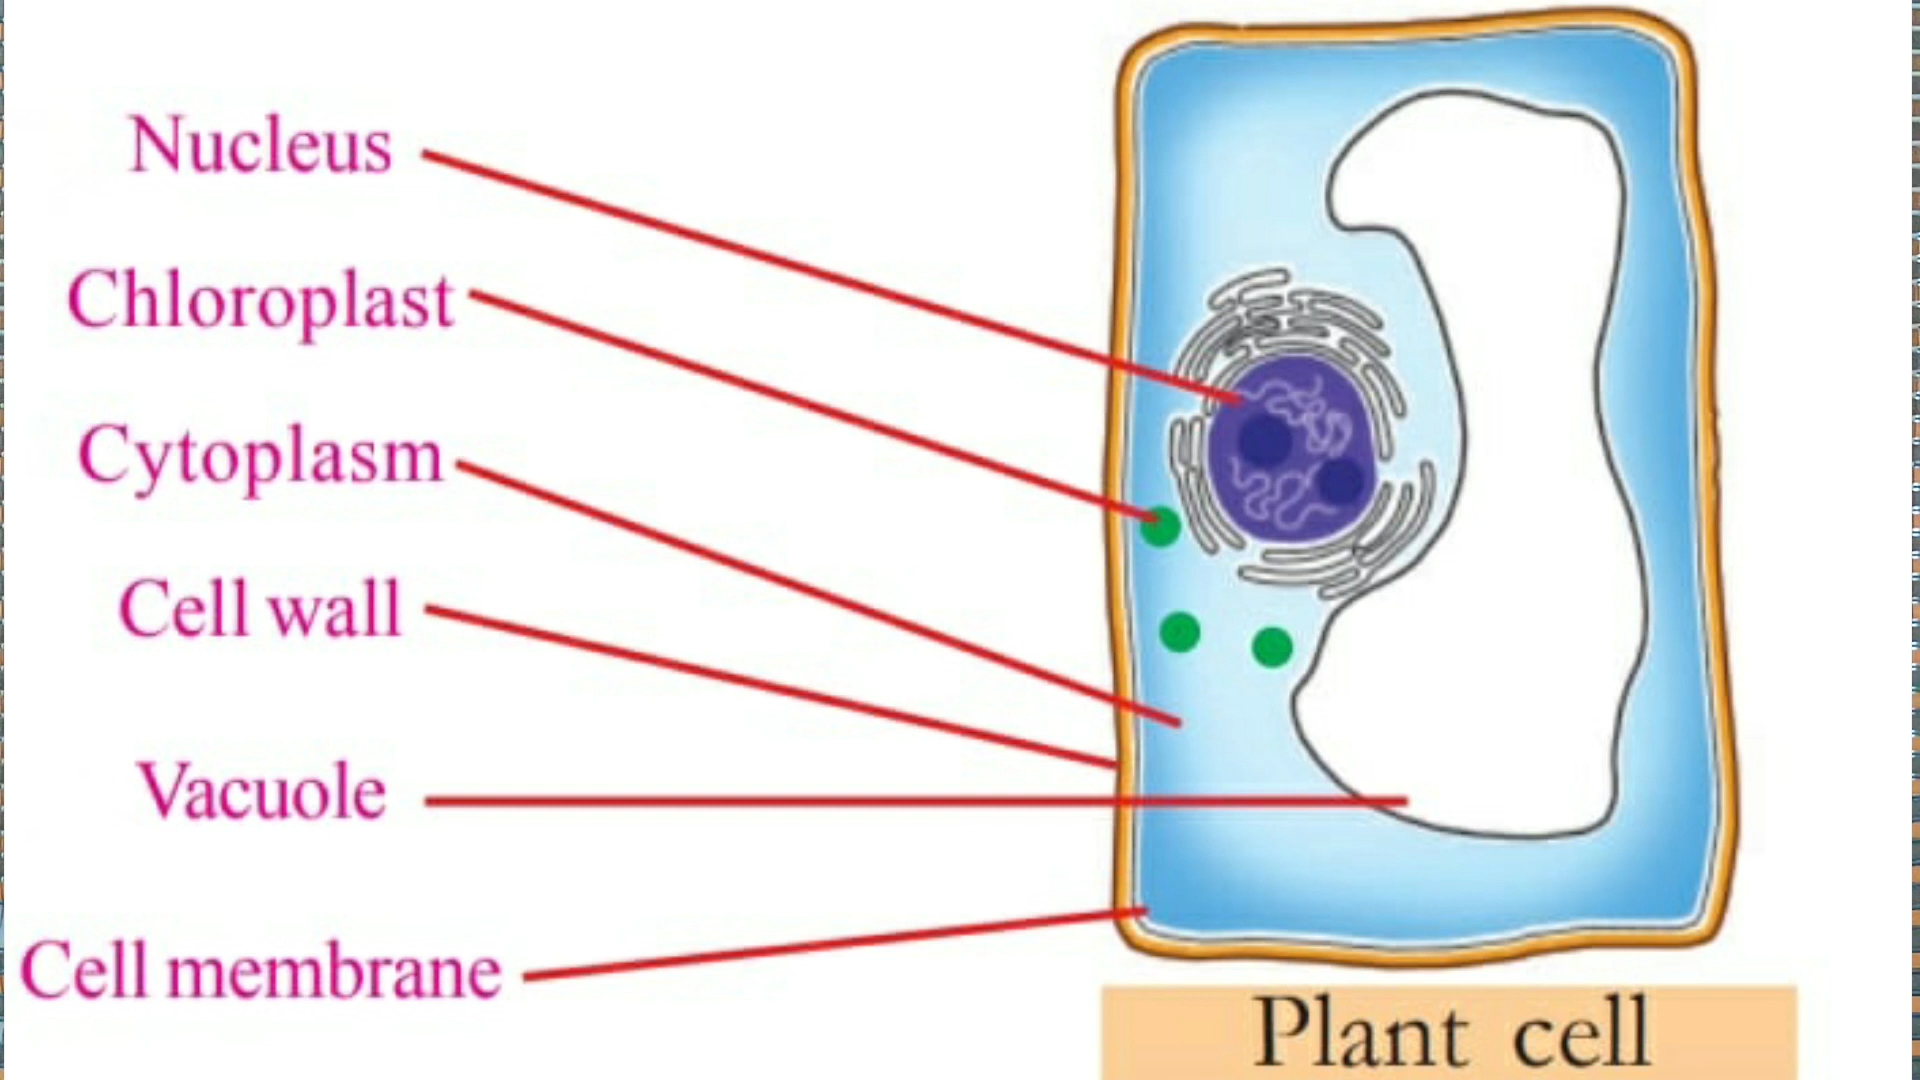 Nucleus
Chloroplast
Cytoplasm
Cell wall
Vacuole
Cell membrane
Plant cell